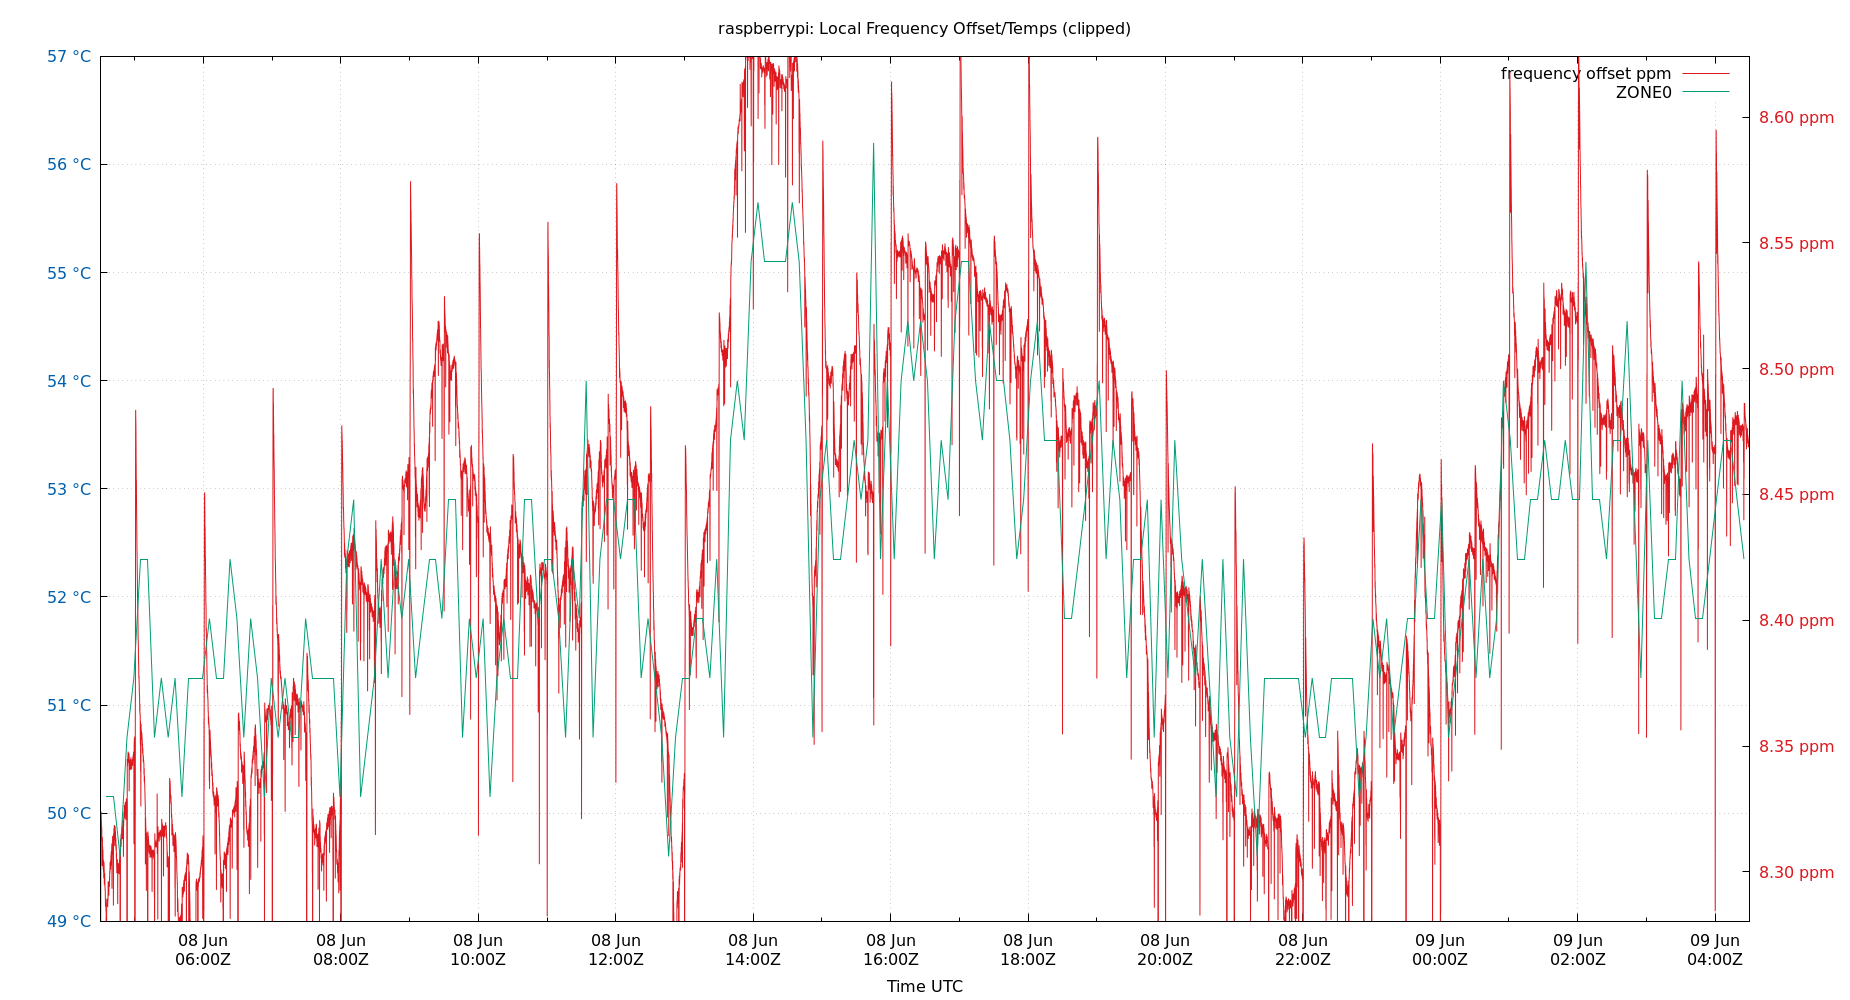 raspberrypi: Local Frequency Offset/Temps (clipped)
57 °C
56 °C
55 °C
54 °C
53 °C
52 °C
51 °C
50 °C
49 °C
frequency offset ppm
ZONE0
8.60 ppm
8.55 ppm
8.50 ppm
8.45 ppm
8.40 ppm
8.35 ppm
8.30 ppm
08 Jun 08 Jun 08 Jun 08 Jun 08 Jun 08 Jun 08 Jun 08 Jun 08 Jun 09 Jun 09 Jun 09 Jun
06:00Z 08:00Z 10:00Z 12:00Z 14:00Z 16:00Z 18:00Z 20:00Z 22:00Z 00:00Z 02:00Z 04:00Z
Time UTC